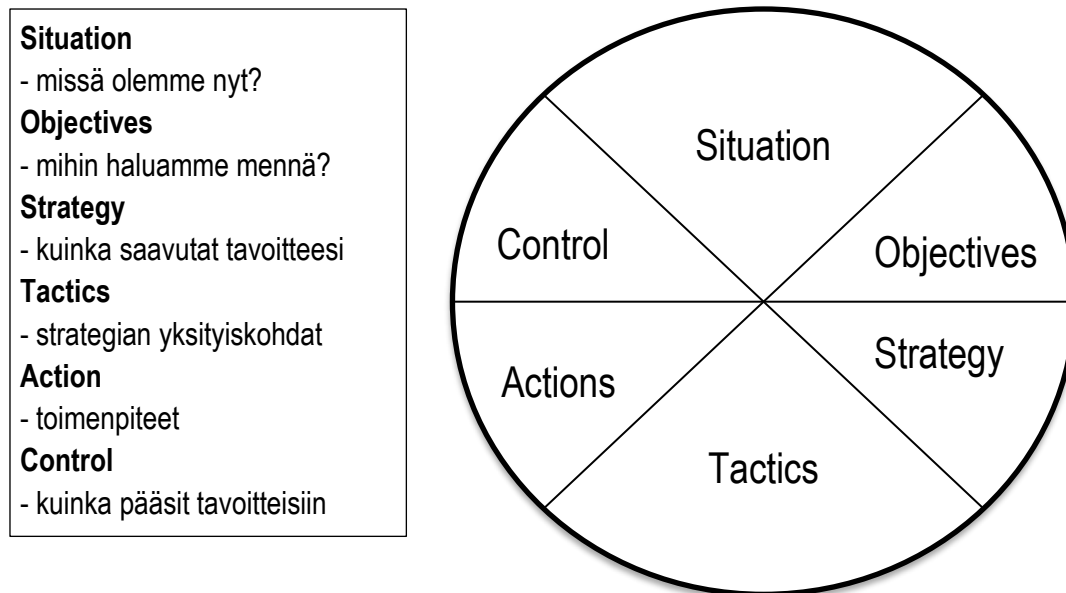 Situation
- missä olemme nyt?
Objectives
- mihin haluamme mennä?
Strategy
- kuinka saavutat tavoitteesi
Tactics
- strategian yksityiskohdat
Action
- toimenpiteet
Control
- kuinka pääsit tavoitteisiin
Situation
Control
Objectives
Strategy
Actions
Tactics